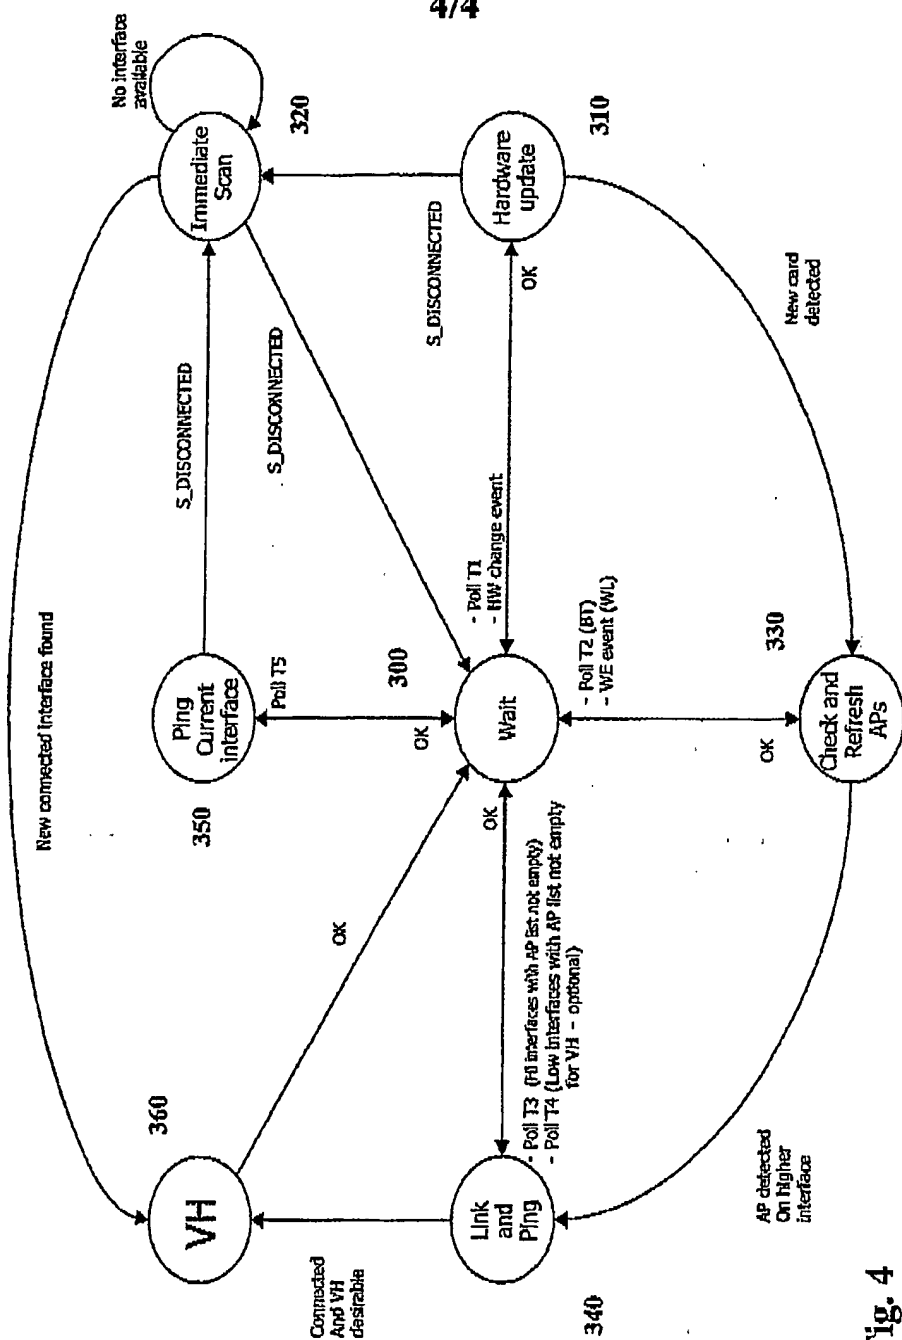 4/4
No interface
available
Immediate
Scan
320
New connected interface found
S_DISCONNECTED
S_DISCONNECTED
Hardware
update
310
S_DISCONNECTED
OK
New card
detected
Ping
Current
interface
350
Poll T5
300
OK
Wait
- Poll T1
- HW change event
- Poll T2 (BT)
- WE event (WL)
330
OK
Check and
Refresh
APs
OK
OK
- Poll T3 (HI interfaces with AP list not empty)
- Poll T4 (Low interfaces with AP list not empty
for VH - optional)
360
VH
Connected
And VH
desirable
Link
and
Ping
340
AP detected
On higher
interface
Fig. 4